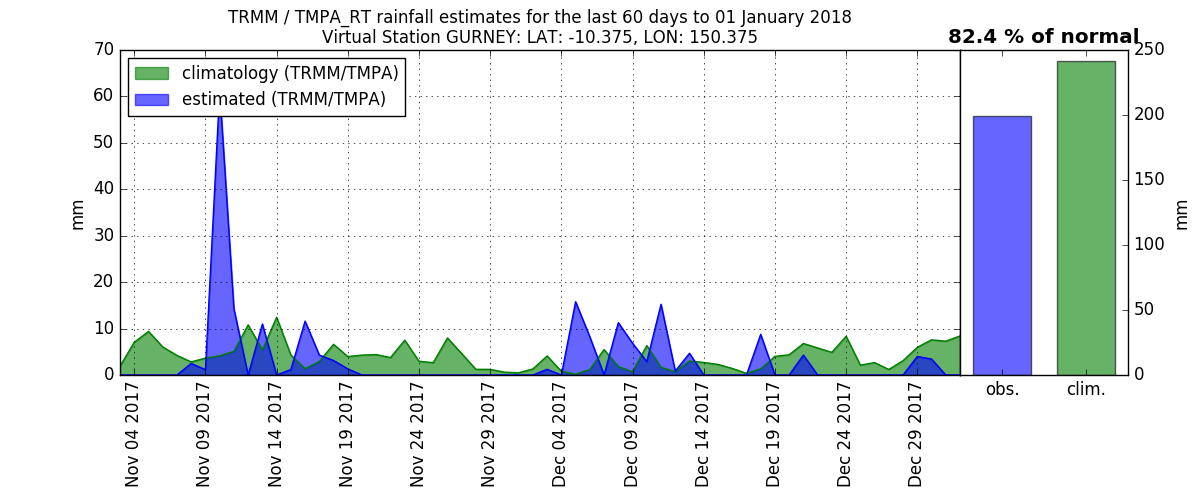 TRMM / TMPA_RT rainfall estimates for the last 60 days to 01 January 2018
Virtual Station GURNEY: LAT: -10.375, LON: 150.375
82.4 % of normal
climatology (TRMM/TMPA)
estimated (TRMM/TMPA)
70
60
50
40
30
20
10
0
mm
250
200
150
100
50
0
mm
Nov 04 2017
Nov 09 2017
Nov 14 2017
Nov 19 2017
Nov 24 2017
Nov 29 2017
Dec 04 2017
Dec 09 2017
Dec 14 2017
Dec 19 2017
Dec 24 2017
Dec 29 2017
obs.
clim.